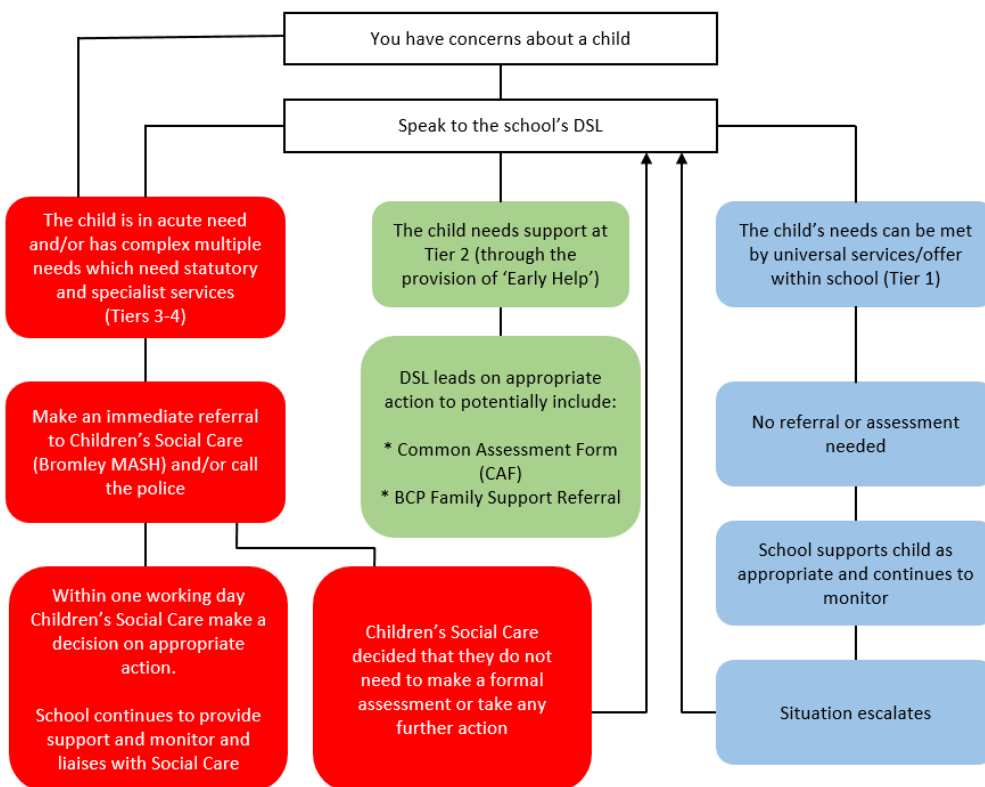 You have concerns about a child
Speak to the school’s DSL
The child is in acute need
and/or has complex multiple
needs which need statutory
and specialist services
(Tiers 3-4)
Make an immediate referral
to Children’s Social Care
(Bromley MASH) and/or call
the police
Within one working day
Children’s Social Care make a
decision on appropriate
action.
School continues to provide
support and monitor and
liaises with Social Care
Children’s Social Care
decided that they do not
need to make a formal
assessment or take any
further action
The child needs support at
Tier 2 (through the
provision of ‘Early Help’)
DSL leads on appropriate
action to potentially include:
* Common Assessment Form
(CAF)
* BCP Family Support Referral
The child’s needs can be met
by universal services/offer
within school (Tier 1)
No referral or assessment
needed
School supports child as
appropriate and continues to
monitor
Situation escalates